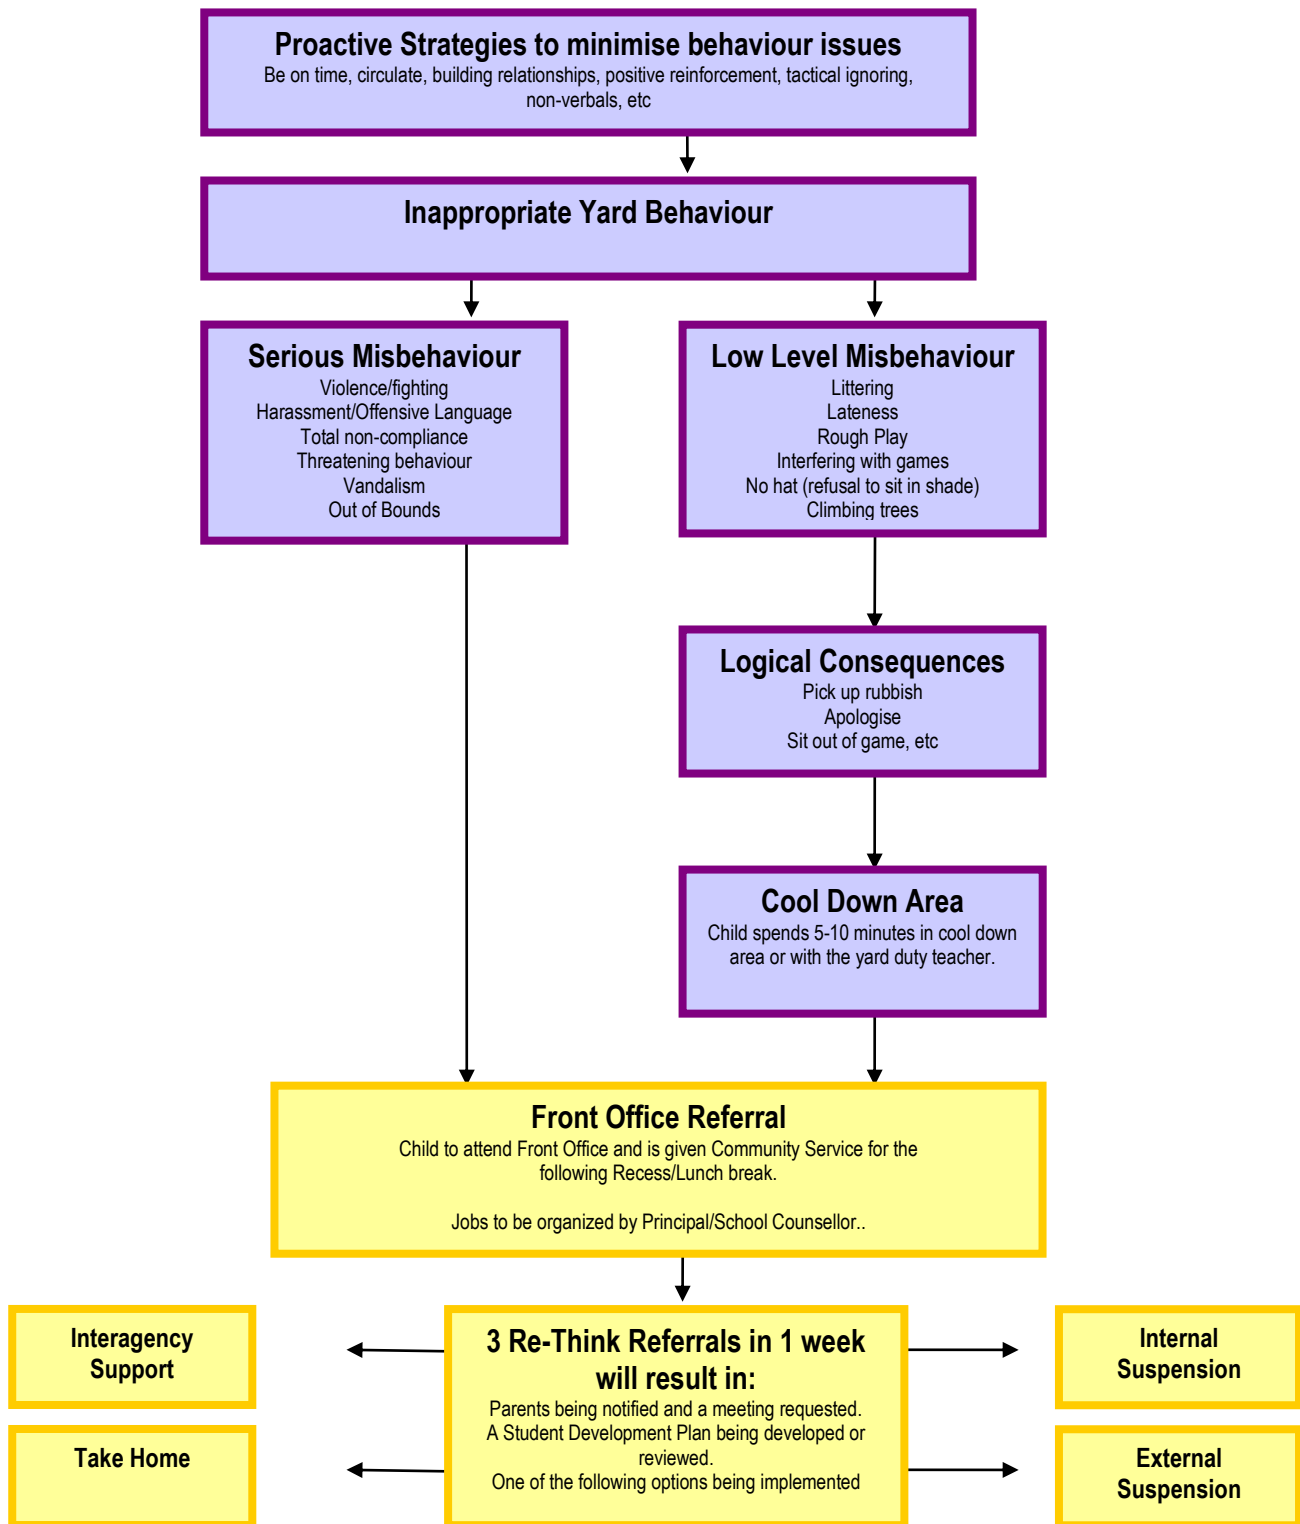 Proactive Strategies to minimise behaviour issues
Be on time, circulate, building relationships, positive reinforcement, tactical ignoring,
non-verbals, etc
Inappropriate Yard Behaviour
Serious Misbehaviour
Violence/fighting
Harassment/Offensive Language
Total non-compliance
Threatening behaviour
Vandalism
Out of Bounds
Low Level Misbehaviour
Littering
Lateness
Rough Play
Interfering with games
No hat (refusal to sit in shade)
Climbing trees
Logical Consequences
Pick up rubbish
Apologise
Sit out of game, etc
Cool Down Area
Child spends 5-10 minutes in cool down
area or with the yard duty teacher.
Front Office Referral
Child to attend Front Office and is given Community Service for the
following Recess/Lunch break.
Jobs to be organized by Principal/School Counsellor..
Interagency
Support
Take Home
3 Re-Think Referrals in 1 week
will result in:
Parents being notified and a meeting requested.
A Student Development Plan being developed or
reviewed.
One of the following options being implemented
Internal
Suspension
External
Suspension